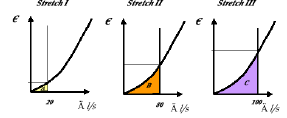 Stretch I
Stretch II
Stretch III
€
€
€
B
C
20
Ã l/s
80
Ã l/s
100
Ã l/s